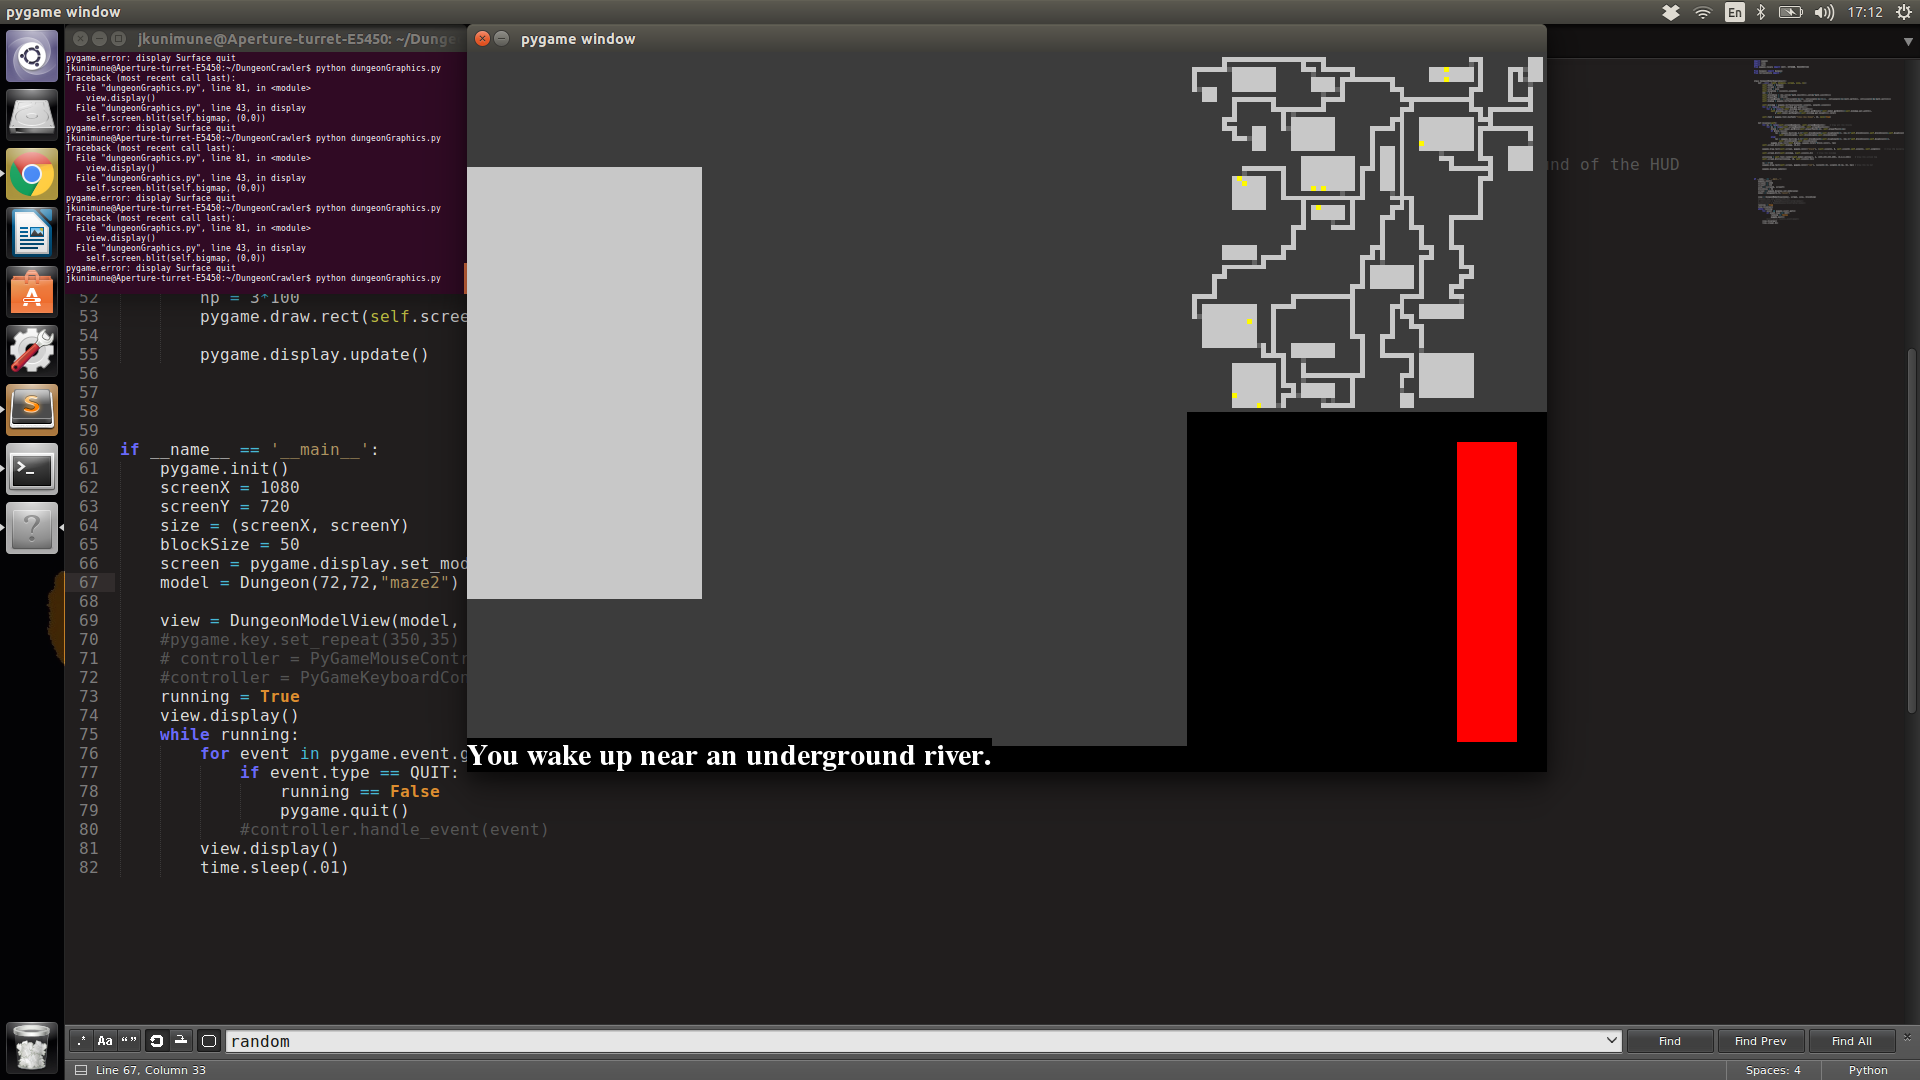 pygame window
En
17:12
jkunimune@Aperture-turret-E5450: ~/Dunge
pygame window
pygame.error: display Surface quit
jkunimune@Aperture-turret-E5450:~/DungeonCrawler$ python dungeonGraphics.py
Traceback (most recent call last):
  File "dungeonGraphics.py", line 81, in <module>
    view.display()
  File "dungeonGraphics.py", line 43, in display
    self.screen.blit(self.bigmap, (0,0))
pygame.error: display Surface quit
jkunimune@Aperture-turret-E5450:~/DungeonCrawler$ python dungeonGraphics.py
Traceback (most recent call last):
  File "dungeonGraphics.py", line 81, in <module>
    view.display()
  File "dungeonGraphics.py", line 43, in display
    self.screen.blit(self.bigmap, (0,0))
pygame.error: display Surface quit
jkunimune@Aperture-turret-E5450:~/DungeonCrawler$ python dungeonGraphics.py
Traceback (most recent call last):
  File "dungeonGraphics.py", line 81, in <module>
    view.display()
  File "dungeonGraphics.py", line 43, in display
    self.screen.blit(self.bigmap, (0,0))
pygame.error: display Surface quit
jkunimune@Aperture-turret-E5450:~/DungeonCrawler$ python dungeonGraphics.py
of the HUD
52 hp = 3*100
53 pygame.draw.rect(self.scree
54
55 pygame.display.update()
56
57
58
59
60 if __name__ == '__main__':
61 pygame.init()
62 screenX = 1080
63 screenY = 720
64 size = (screenX, screenY)
65 blockSize = 50
66 screen = pygame.display.set_mod
67 model = Dungeon(72,72,"maze2")
68
69 view = DungeonModelView(model,
70 #pygame.key.set_repeat(350,35)
71 # controller = PyGameMouseContr
72 #controller = PyGameKeyboardCon
73 running = True
74 view.display()
75 while running:
76 for event in pygame.event.g
77 if event.type == QUIT:
78 running == False
79 pygame.quit()
80 #controller.handle_event(event)
81 view.display()
82 time.sleep(.01)
You wake up near an underground river.
.* Aa “” random Find Find Prev Find All
Line 67, Column 33 Spaces: 4 Python